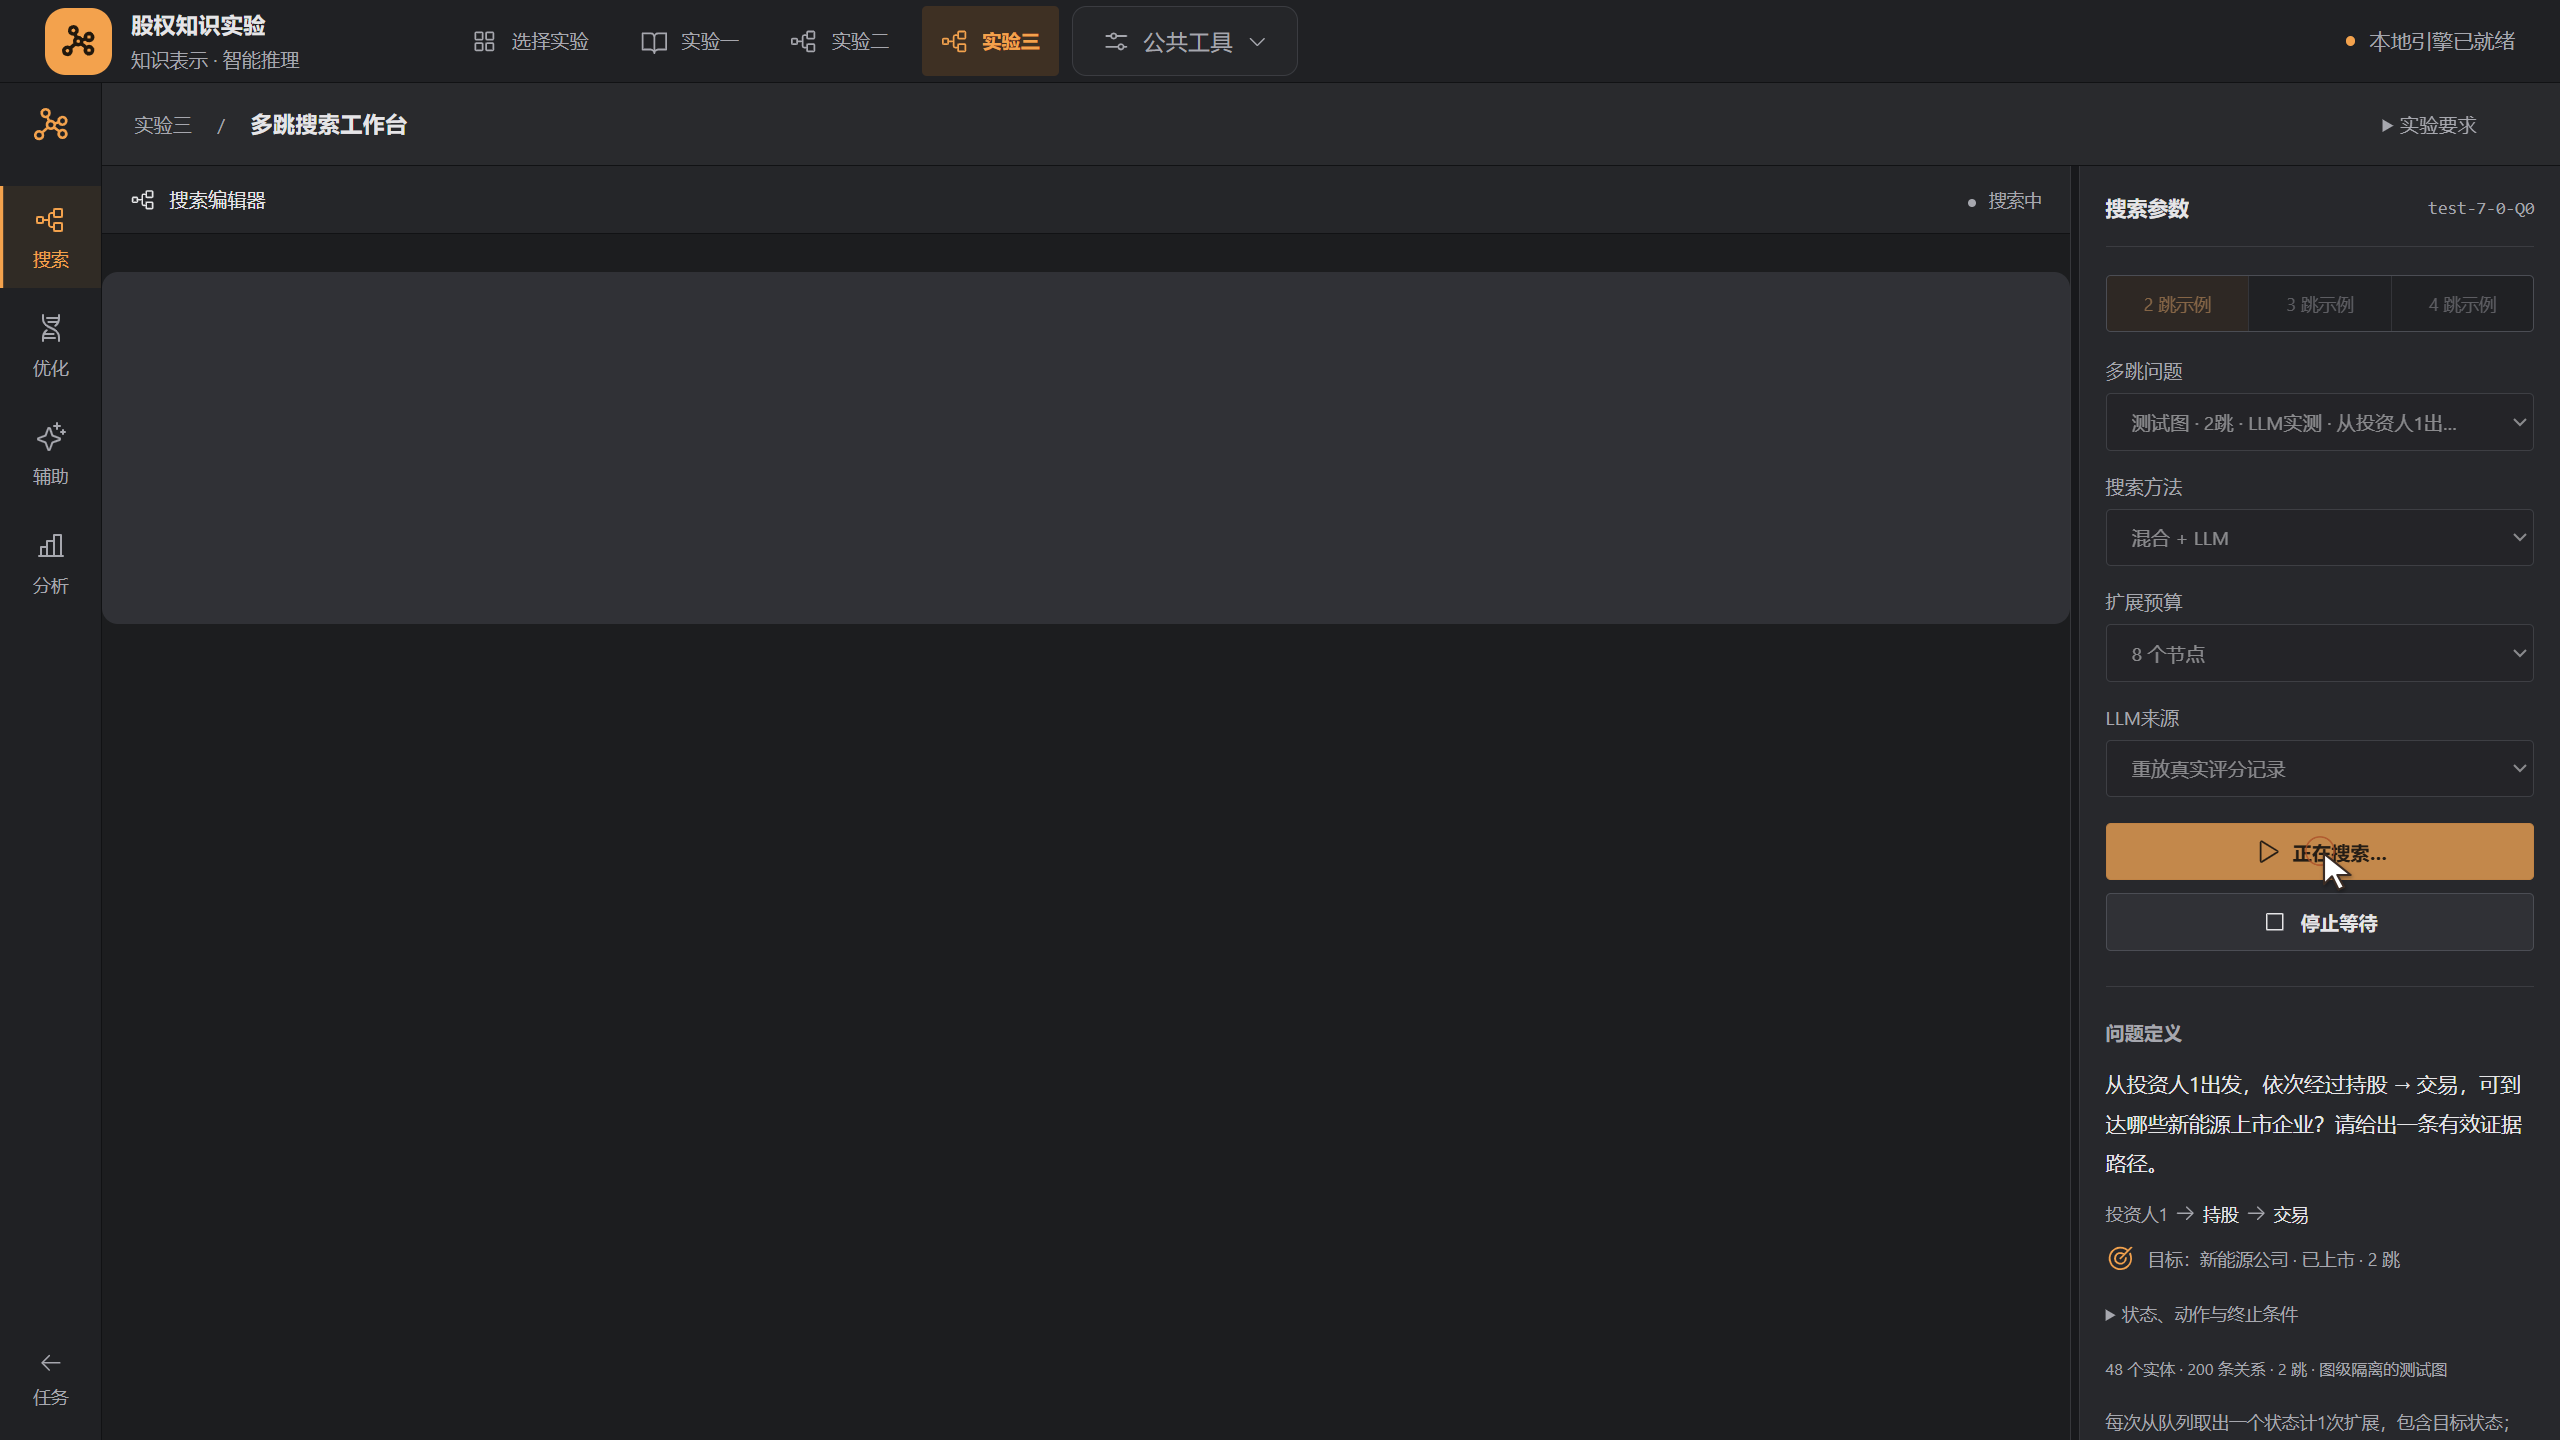 股权知识实验
知识表示 · 智能推理
选择实验
实验一
实验二
实验三
公共工具
本地引擎已就绪
实验三 / 多跳搜索工作台
实验要求
搜索
优化
辅助
分析
任务
搜索编辑器
搜索中
搜索参数
test-7-0-Q0
2 跳示例
3 跳示例
4 跳示例
多跳问题
测试图 · 2跳 · LLM实测 · 从投资人1出...
搜索方法
混合 + LLM
扩展预算
8 个节点
LLM来源
重放真实评分记录
正在搜索...
停止等待
问题定义
从投资人1出发，依次经过持股 → 交易，可到
达哪些新能源上市企业？请给出一条有效证据
路径。
投资人1 → 持股 → 交易
目标：新能源公司 · 已上市 · 2 跳
状态、动作与终止条件
48 个实体 · 200 条关系 · 2 跳 · 图级隔离的测试图
每次从队列取出一个状态计1次扩展，包含目标状态；